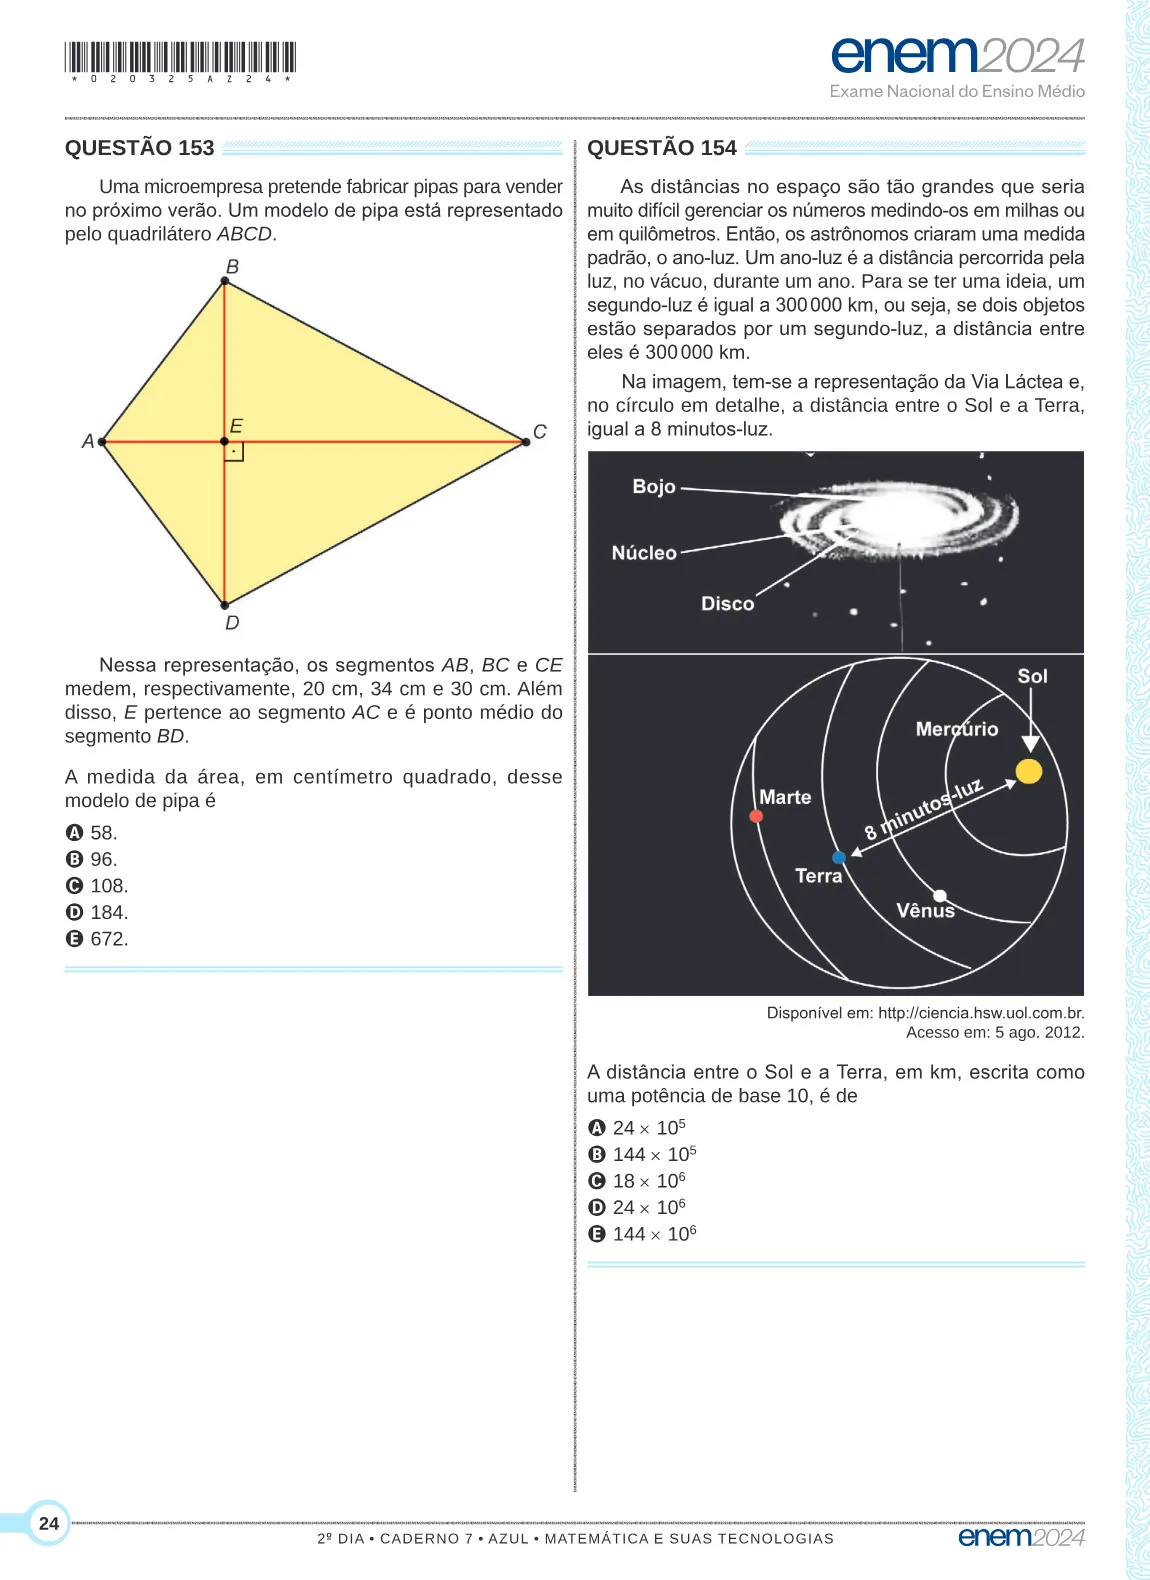 *020325AZ24*
enem2024
Exame Nacional do Ensino Médio
QUESTÃO 153
Uma microempresa pretende fabricar pipas para vender
no próximo verão. Um modelo de pipa está representado
pelo quadrilátero ABCD.
B
A
E
C
D
Nessa representação, os segmentos AB, BC e CE
medem, respectivamente, 20 cm, 34 cm e 30 cm. Além
disso, E pertence ao segmento AC e é ponto médio do
segmento BD.
A medida da área, em centímetro quadrado, desse
modelo de pipa é
A 58.
B 96.
C 108.
D 184.
E 672.
QUESTÃO 154
As distâncias no espaço são tão grandes que seria
muito difícil gerenciar os números medindo-os em milhas ou
em quilômetros. Então, os astrônomos criaram uma medida
padrão, o ano-luz. Um ano-luz é a distância percorrida pela
luz, no vácuo, durante um ano. Para se ter uma ideia, um
segundo-luz é igual a 300 000 km, ou seja, se dois objetos
estão separados por um segundo-luz, a distância entre
eles é 300 000 km.
Na imagem, tem-se a representação da Via Láctea e,
no círculo em detalhe, a distância entre o Sol e a Terra,
igual a 8 minutos-luz.
Bojo
Núcleo
Disco
Sol
Mercúrio
Marte
8 minutos-luz
Terra
Vênus
Disponível em: http://ciencia.hsw.uol.com.br.
Acesso em: 5 ago. 2012.
A distância entre o Sol e a Terra, em km, escrita como
uma potência de base 10, é de
A 24 × 10⁵
B 144 × 10⁵
C 18 × 10⁶
D 24 × 10⁶
E 144 × 10⁶
24
2º DIA • CADERNO 7 • AZUL • MATEMÁTICA E SUAS TECNOLOGIAS
enem2024